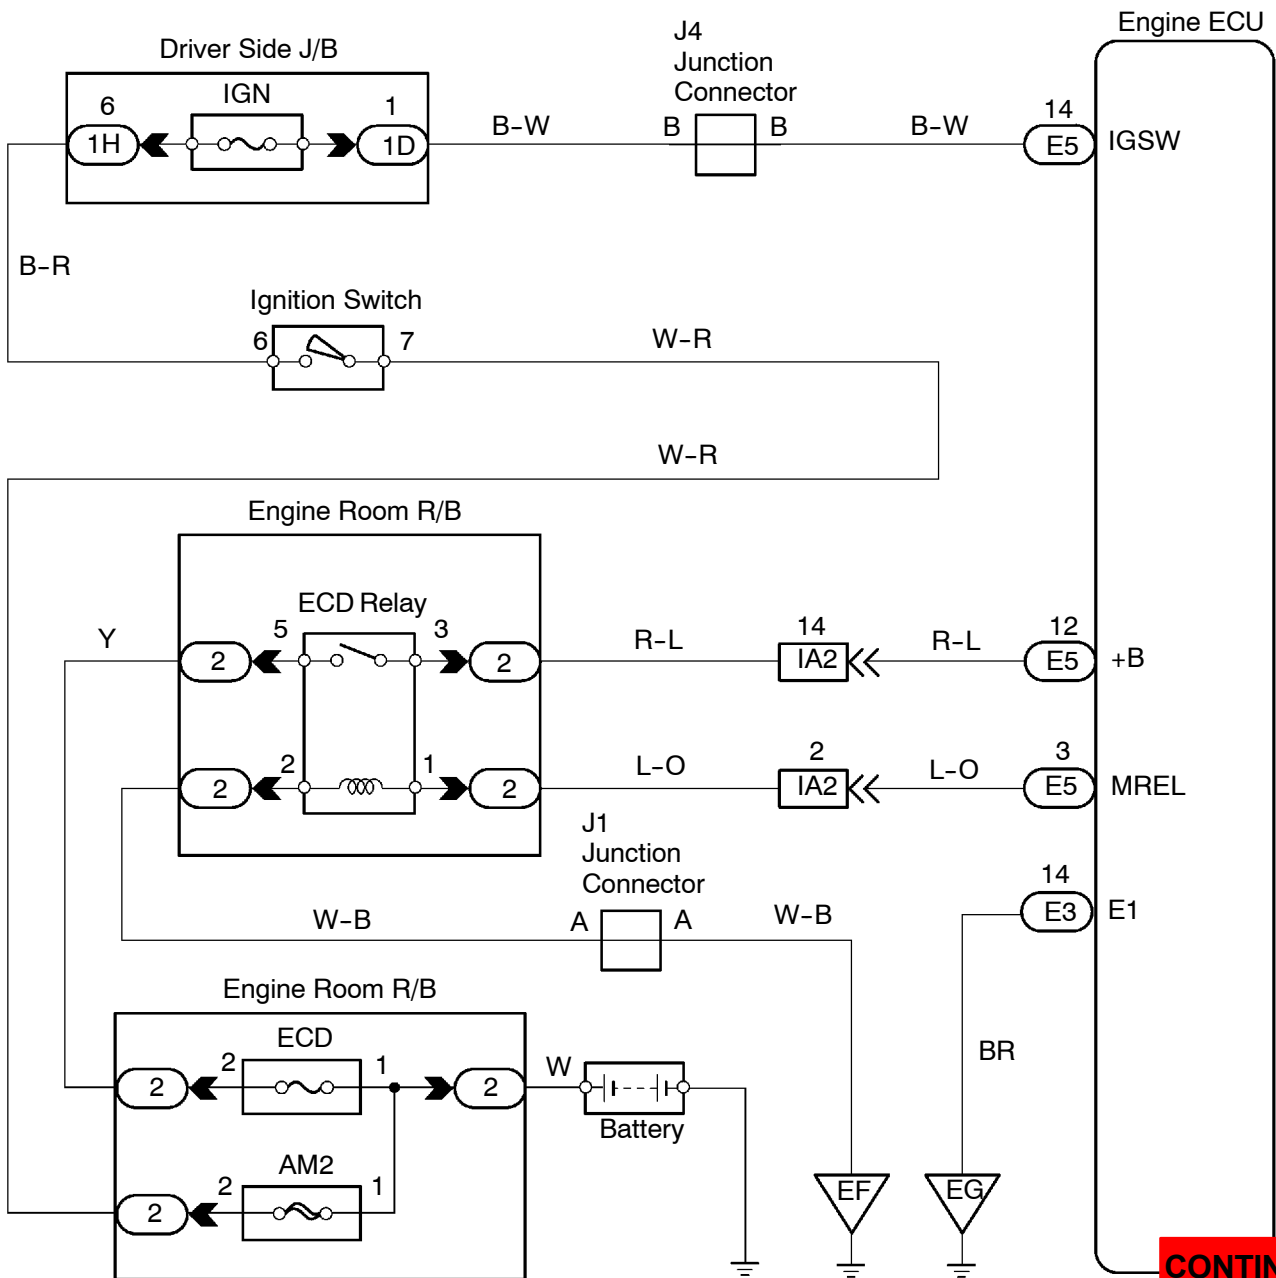 Engine ECU
J4
Junction
Connector
Driver Side J/B
IGN
6
1
1H
1D
B-W
B
B
B-W
14
E5
IGSW
B-R
Ignition Switch
6
7
W-R
W-R
Engine Room R/B
ECD Relay
Y
5
3
2
2
R-L
14
IA2
R-L
12
E5
+B
2
1
2
2
L-O
2
IA2
L-O
3
E5
MREL
J1
Junction
Connector
14
E3
E1
W-B
A
A
W-B
Engine Room R/B
ECD
2
1
2
2
W
Battery
BR
AM2
2
1
2
EF
EG
CONTIN